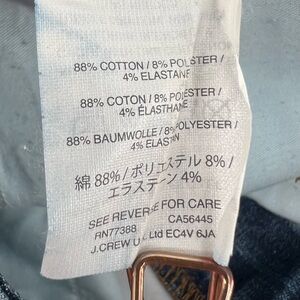 88% COTTON / 8% POLYESTER /
4% ELASTANE
88% COTON / 8% POLYESTER /
4% ÉLASTHANE
88% BAUMWOLLE / 8% POLYESTER /
4% ELASTAN
綿 88% / ポリエステル 8% /
エラステーン 4%
SEE REVERSE FOR CARE
RN77388 CA56445
J.CREW U.K. Ltd EC4V 6JA